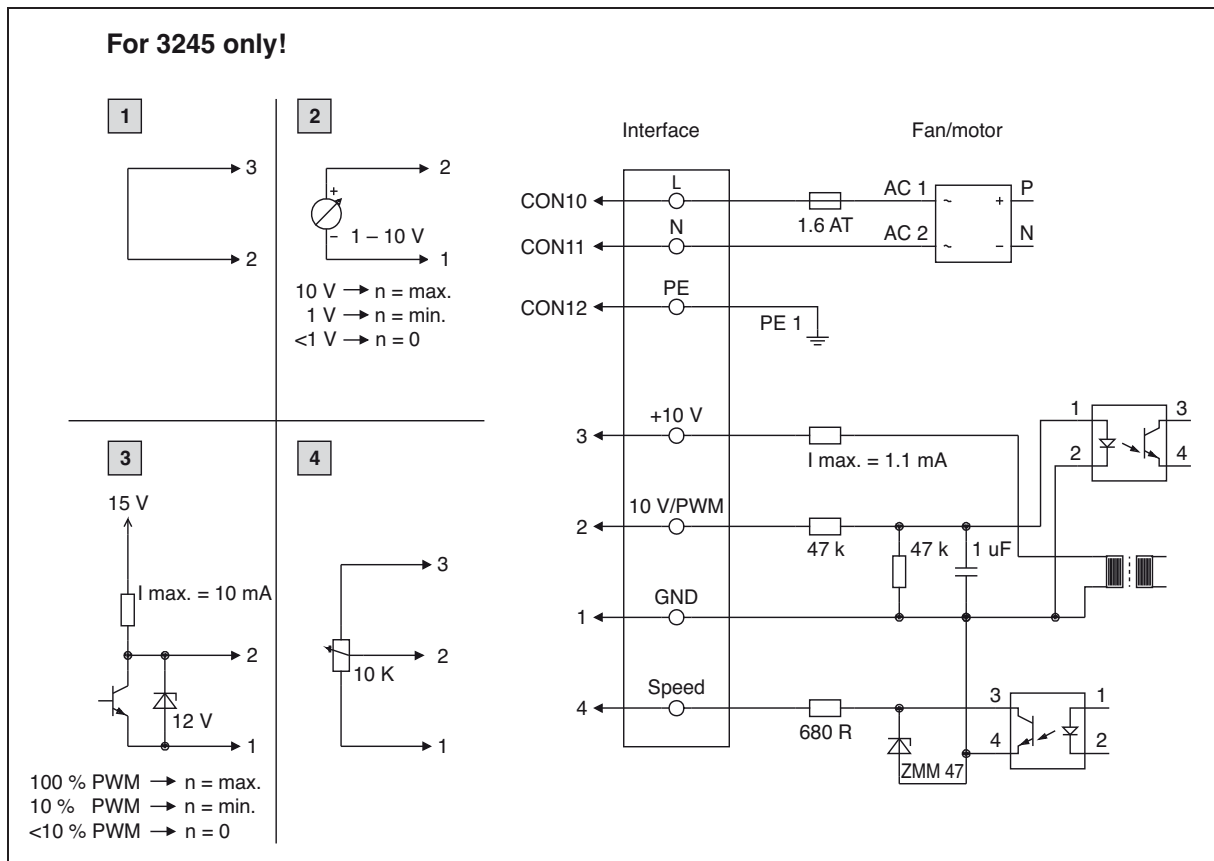 For 3245 only!
1
3
2
2
2
+
–
1 – 10 V
1
10 V → n = max.
1 V → n = min.
<1 V → n = 0
3
15 V
I max. = 10 mA
2
12 V
1
100 % PWM → n = max.
10 % PWM → n = min.
<10 % PWM → n = 0
4
3
2
10 K
1
Interface
Fan/motor
CON10
L
1.6 AT
AC 1
~
+
P
CON11
N
AC 2
~
–
N
CON12
PE
PE 1
3
+10 V
I max. = 1.1 mA
1
2
3
4
2
10 V/PWM
47 k
47 k
1 uF
1
GND
4
Speed
680 R
ZMM 47
3
4
1
2